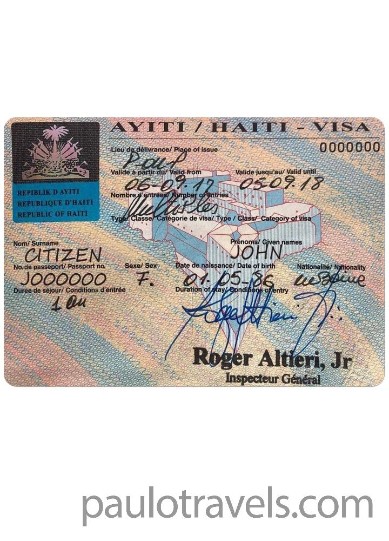 AYITI / HAITI - VISA
0000000
Lieu de délivrance/ Place of issue
P-au-P
Valide à partir du/ Valid from Valide jusqu'au/ Valid until
06-09.17 05.09.18
Nombre d'entrées/ Number of entries
REPIBLIK D AYITI
REPUBLIQUE D'HAITI
REPUBLIC OF HAITI
Type/ Classe/ Catégorie de visa/ Type / Class/ Category of visa
Nom/ Surname Prénoms/ Given names
CITIZEN JOHN
No.de passeport/ Passport no. Sexe/ Sex Date de naissance/ Date of birth Nationalité/ Nationality
J000000 F. 01.05.86
Durée de séjour/ Conditions d'entrée Duration of stay/ Conditions of entry
1 an
Roger Altieri, Jr
Inspecteur Général
paulotravels.com